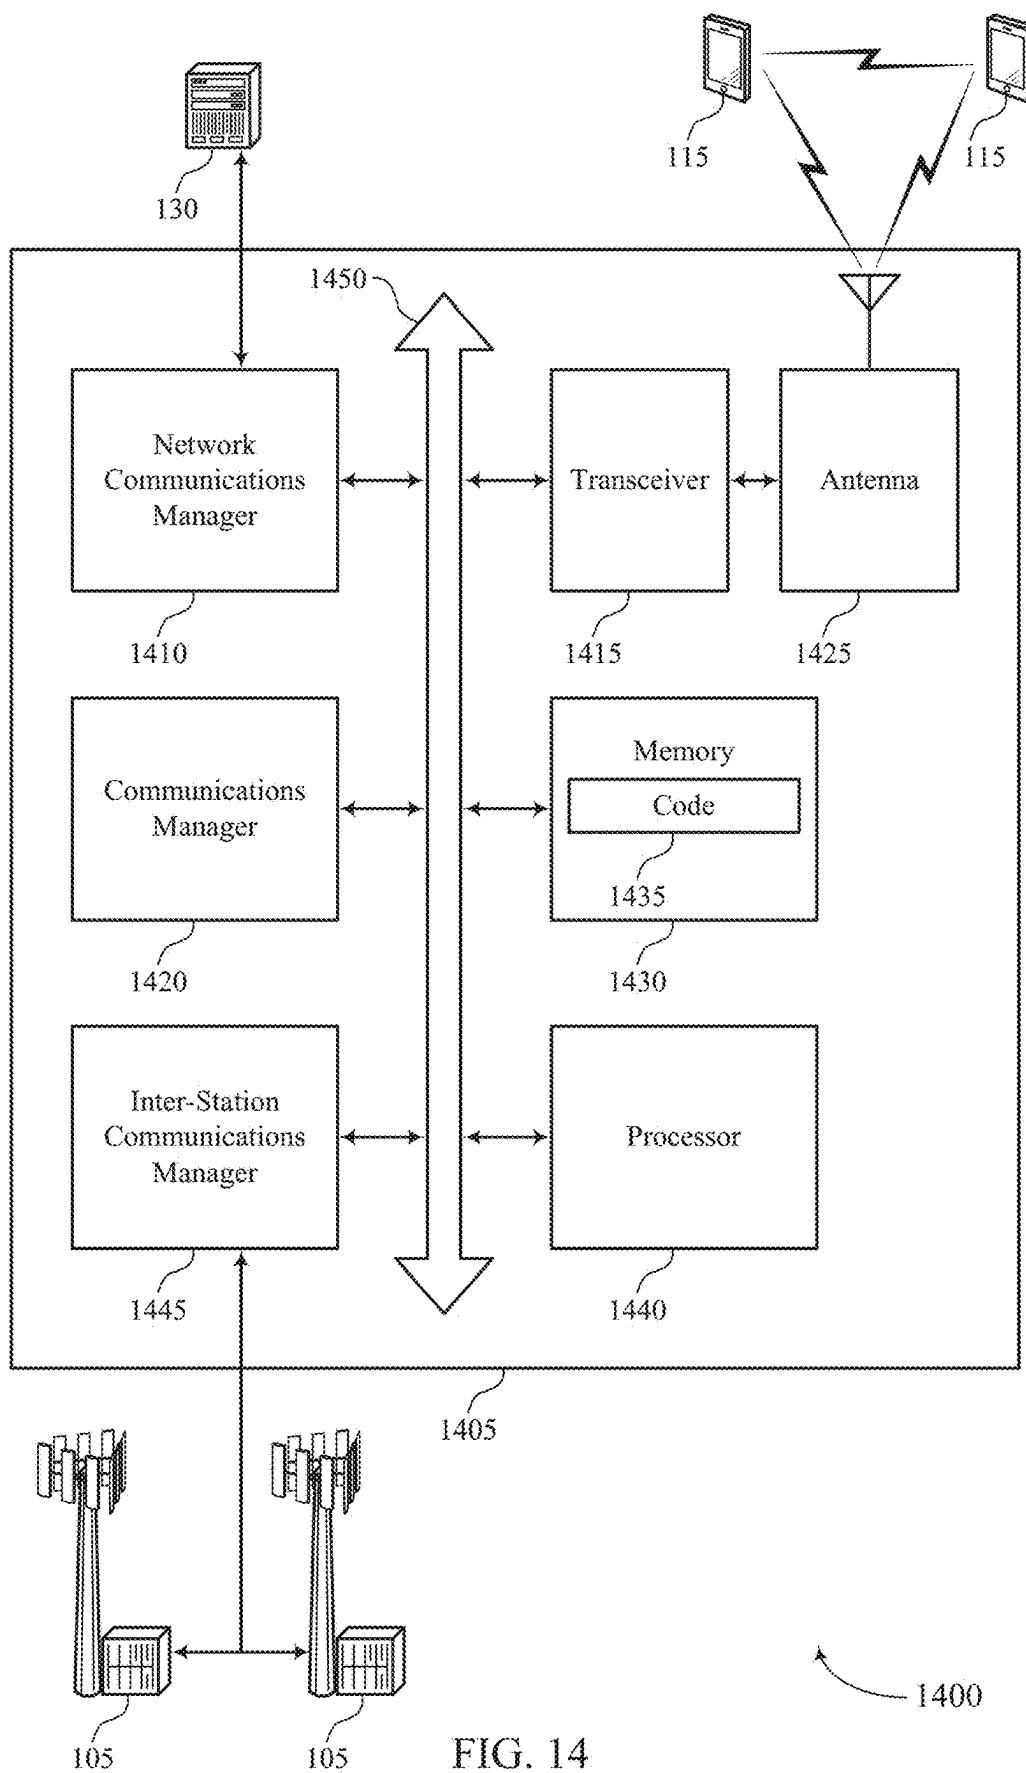 115
115
130
1450
Network
Communications
Manager
Transceiver
Antenna
1410
1415
1425
Communications
Manager
Memory
Code
1435
1420
1430
Inter-Station
Communications
Manager
Processor
1445
1440
1405
1400
105
105
FIG. 14